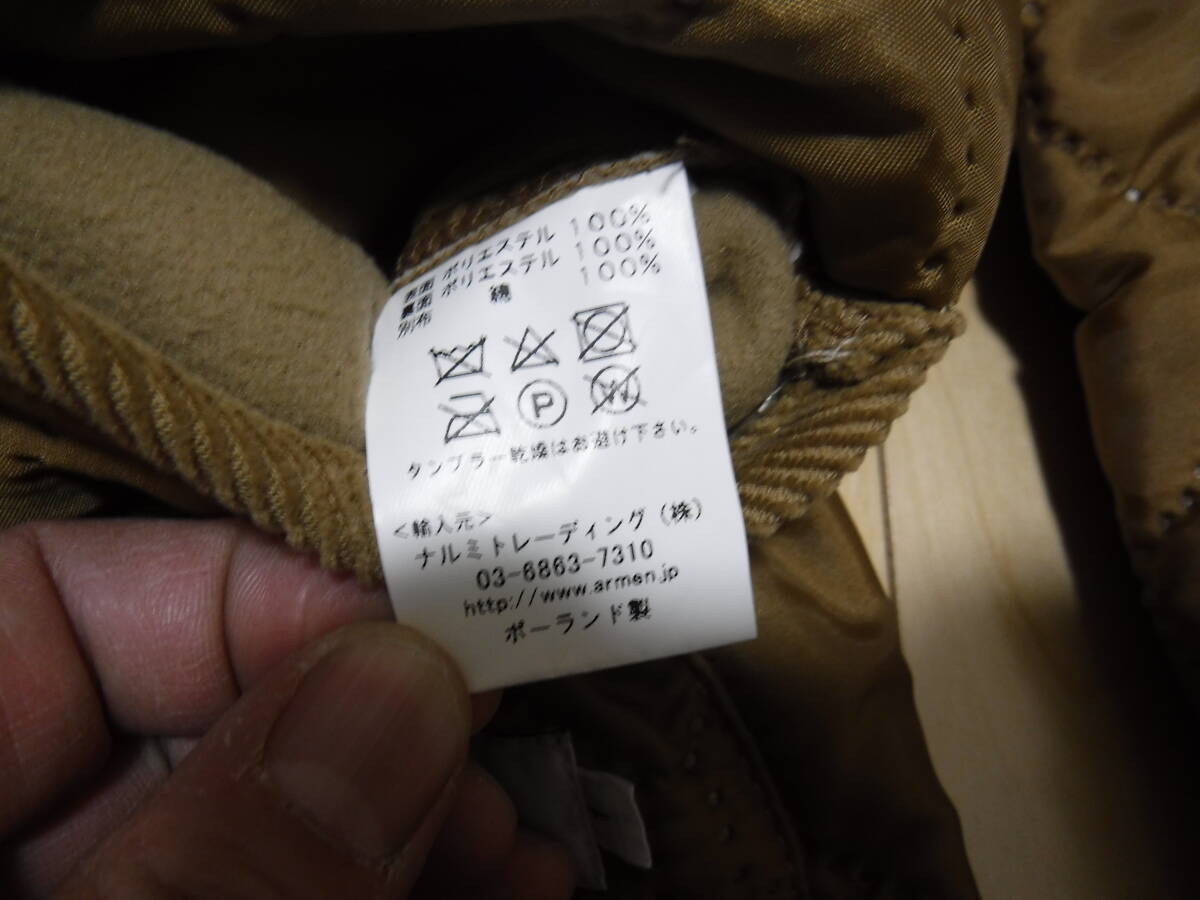 表面 ポリエステル 100%
裏面 ポリエステル 100%
別布 綿 100%
P
W
タンブラー乾燥はお避け下さい。
<輸入元>
ナルミトレーディング(株)
03-6863-7310
http://www.armen.jp
ポーランド製